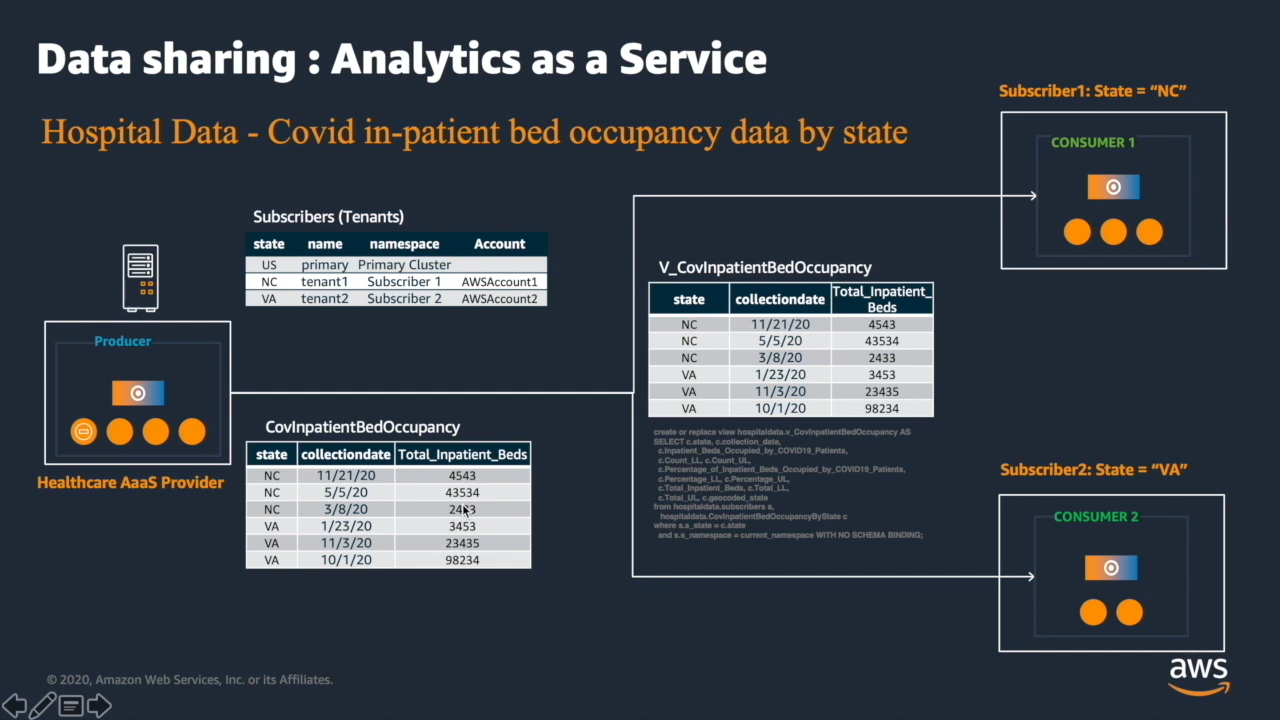 Data sharing : Analytics as a Service
Hospital Data - Covid in-patient bed occupancy data by state
Subscriber1: State = “NC”
CONSUMER 1
Subscribers (Tenants)
state name namespace Account
US primary Primary Cluster
NC tenant1 Subscriber 1 AWSAccount1
VA tenant2 Subscriber 2 AWSAccount2
Producer
Healthcare AaaS Provider
CovInpatientBedOccupancy
state collectiondate Total_Inpatient_Beds
NC 11/21/20 4543
NC 5/5/20 43534
NC 3/8/20 2433
VA 1/23/20 3453
VA 11/3/20 23435
VA 10/1/20 98234
V_CovInpatientBedOccupancy
state collectiondate Total_Inpatient_
Beds
NC 11/21/20 4543
NC 5/5/20 43534
NC 3/8/20 2433
VA 1/23/20 3453
VA 11/3/20 23435
VA 10/1/20 98234
create or replace view hospitaldata.v_CovInpatientBedOccupancy AS
SELECT c.state, c.collection_date,
c.Inpatient_Beds_Occupied_by_COVID19_Patients,
c.Count_LL, c.Count_UL,
c.Percentage_of_Inpatient_Beds_Occupied_by_COVID19_Patients,
c.Percentage_LL, c.Percentage_UL,
c.Total_Inpatient_Beds, c.Total_LL,
c.Total_UL, c.geocoded_state
from hospitaldata.subscribers s,
hospitaldata.CovInpatientBedOccupancyByState c
where s.s_state = c.state
and s.s_namespace = current_namespace WITH NO SCHEMA BINDING;
Subscriber2: State = “VA”
CONSUMER 2
© 2020, Amazon Web Services, Inc. or its Affiliates.
aws